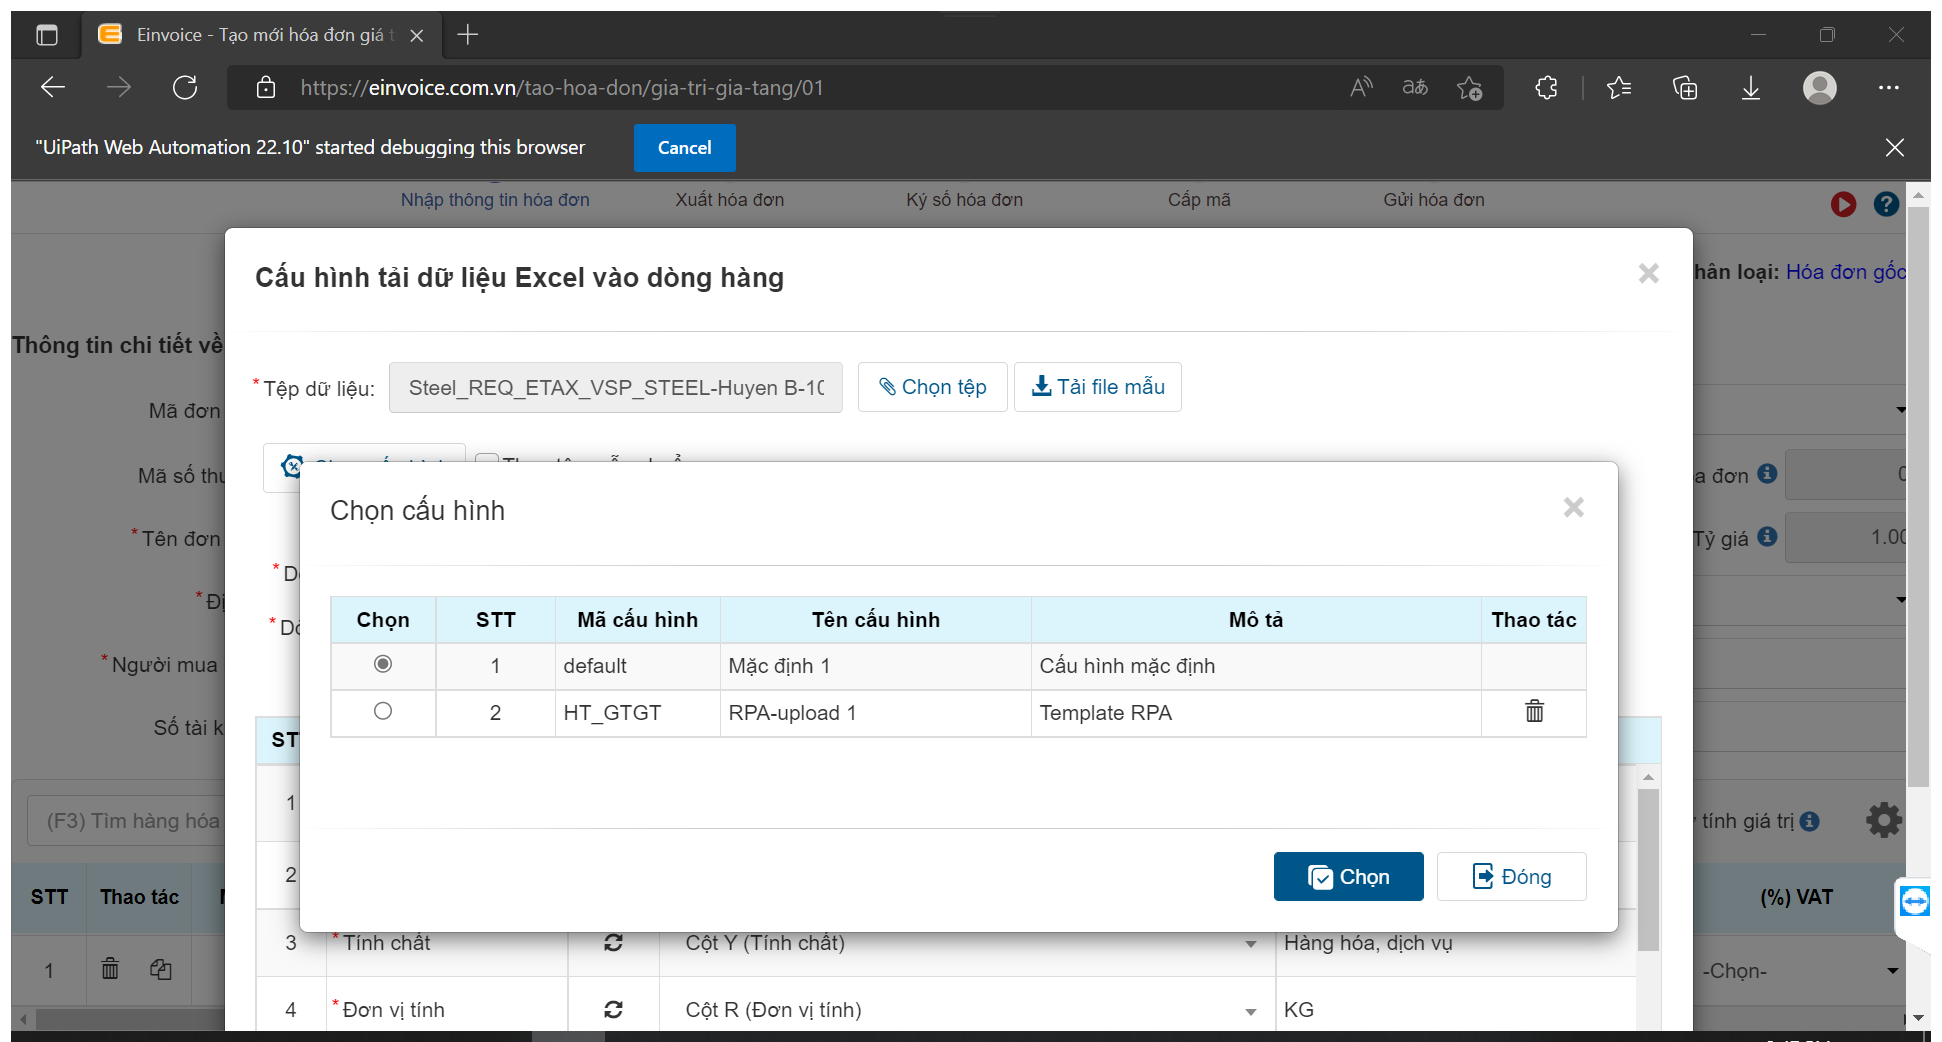 Einvoice - Tạo mới hóa đơn giá t
https://einvoice.com.vn/tao-hoa-don/gia-tri-gia-tang/01
"UiPath Web Automation 22.10" started debugging this browser
Cancel
Nhập thông tin hóa đơn
Xuất hóa đơn
Ký số hóa đơn
Cấp mã
Gửi hóa đơn
Cấu hình tải dữ liệu Excel vào dòng hàng
hân loại: Hóa đơn gốc
Thông tin chi tiết về
* Tệp dữ liệu:
Steel_REQ_ETAX_VSP_STEEL-Huyen B-10
Chọn tệp
Tải file mẫu
Mã đơn
Mã số thu
a đơn
* Tên đơn
Tỷ giá
1.00
Chọn cấu hình
* Người mua
Số tài k
Chọn STT Mã cấu hình Tên cấu hình Mô tả Thao tác
1 default Mặc định 1 Cấu hình mặc định
2 HT_GTGT RPA-upload 1 Template RPA
ST
1
2
(F3) Tìm hàng hóa
tính giá trị
Chọn
Đóng
STT Thao tác
(%) VAT
3 * Tính chất Cột Y (Tính chất) Hàng hóa, dịch vụ
1
-Chọn-
4 * Đơn vị tính Cột R (Đơn vị tính) KG